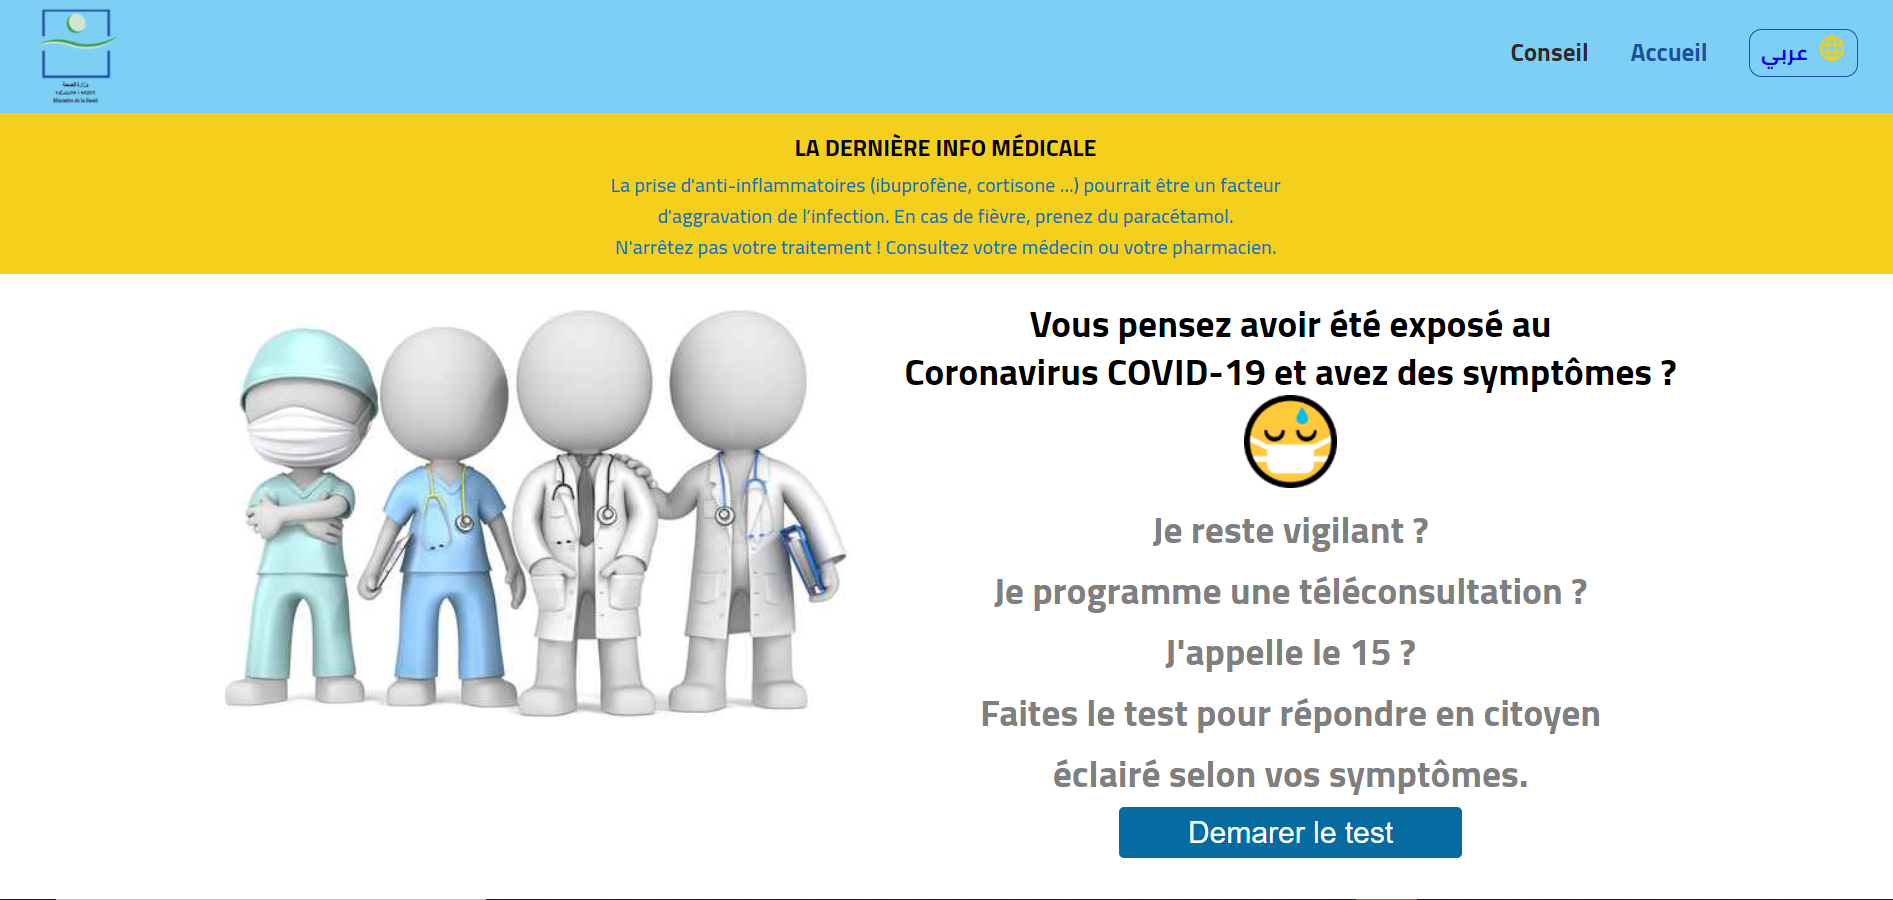 وزارة الصحة
Ministère de la Santé
Conseil
Accueil
عربي
LA DERNIÈRE INFO MÉDICALE
La prise d'anti-inflammatoires (ibuprofène, cortisone ...) pourrait être un facteur
d'aggravation de l’infection. En cas de fièvre, prenez du paracétamol.
N'arrêtez pas votre traitement ! Consultez votre médecin ou votre pharmacien.
Vous pensez avoir été exposé au
Coronavirus COVID-19 et avez des symptômes ?
Je reste vigilant ?
Je programme une téléconsultation ?
J'appelle le 15 ?
Faites le test pour répondre en citoyen
éclairé selon vos symptômes.
Demarer le test